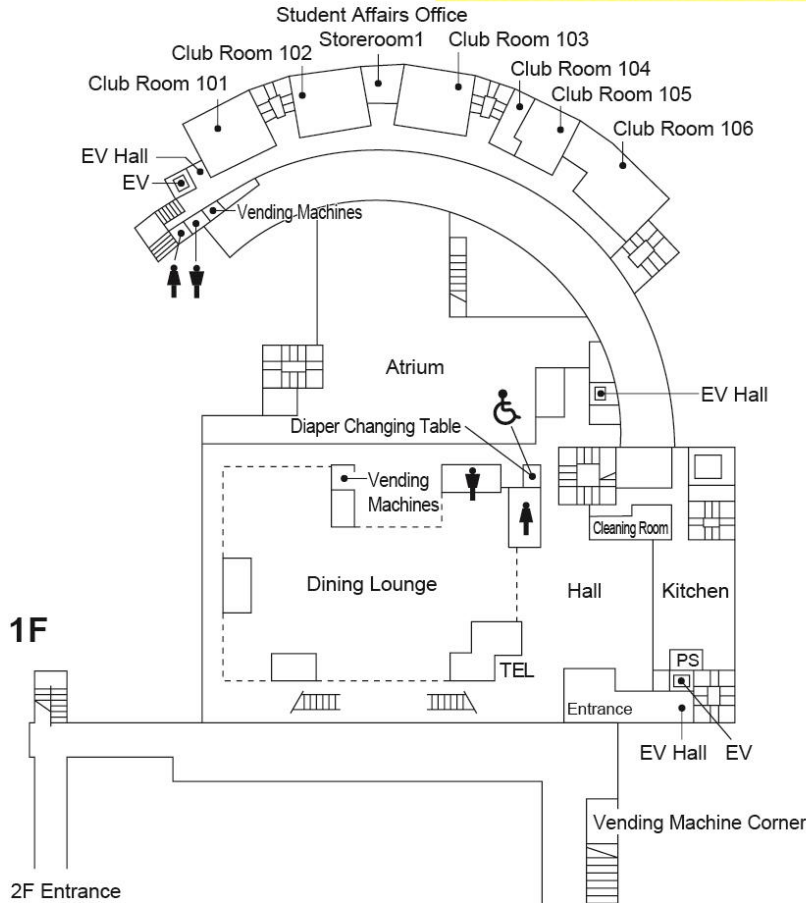 Student Affairs Office
Storeroom1
Club Room 103
Club Room 102
Club Room 104
Club Room 101
Club Room 105
Club Room 106
EV Hall
EV
Vending Machines
Atrium
EV Hall
Diaper Changing Table
Vending
Machines
Cleaning Room
Dining Lounge
Hall
Kitchen
1F
PS
TEL
Entrance
EV Hall
EV
Vending Machine Corner
2F Entrance